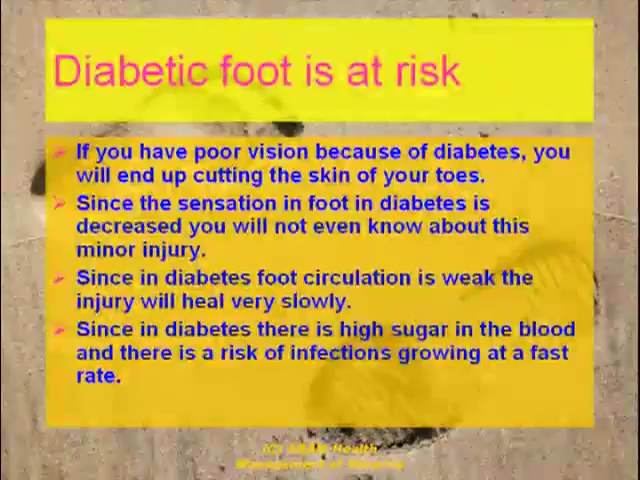 Diabetic foot is at risk
If you have poor vision because of diabetes, you
will end up cutting the skin of your toes.
Since the sensation in foot in diabetes is
decreased you will not even know about this
minor injury.
Since in diabetes foot circulation is weak the
injury will heal very slowly.
Since in diabetes there is high sugar in the blood
and there is a risk of infections growing at a fast
rate.
(C) Health
Management of